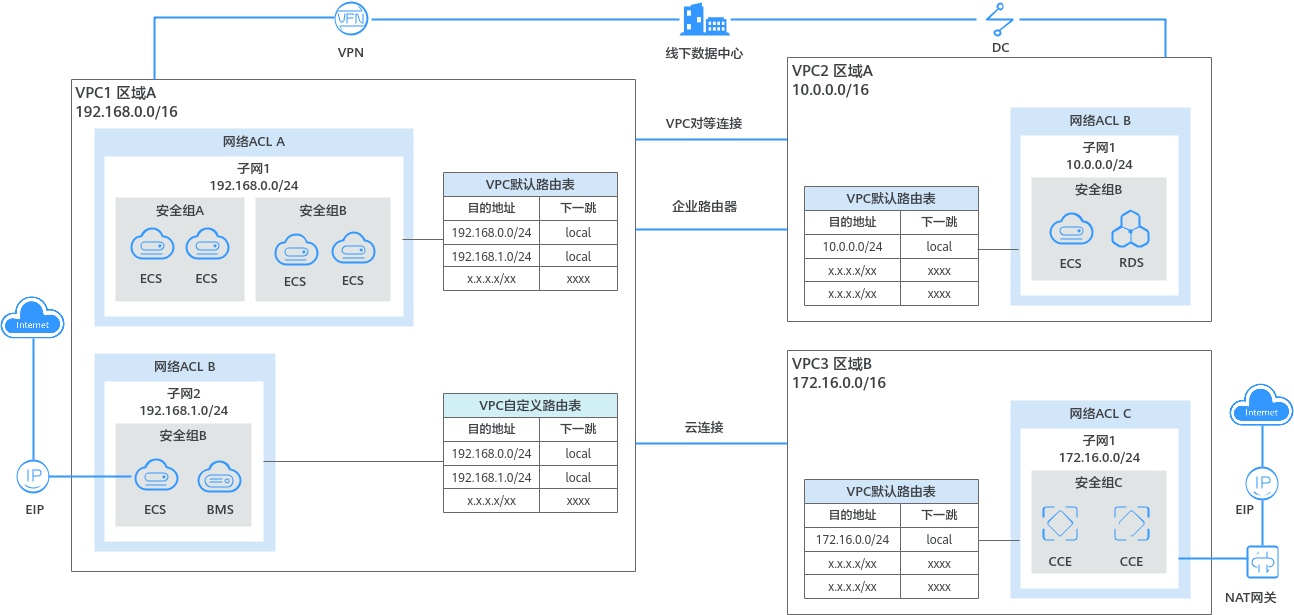 VPN
VPN
线下数据中心
DC
VPC1 区域A
192.168.0.0/16
网络ACL A
子网1
192.168.0.0/24
安全组A
ECS
ECS
安全组B
ECS
ECS
VPC默认路由表
目的地址 下一跳
192.168.0.0/24 local
192.168.1.0/24 local
x.x.x.x/xx xxxx
网络ACL B
子网2
192.168.1.0/24
安全组B
ECS
BMS
VPC自定义路由表
目的地址 下一跳
192.168.0.0/24 local
192.168.1.0/24 local
x.x.x.x/xx xxxx
Internet
IP
EIP
VPC对等连接
企业路由器
云连接
VPC2 区域A
10.0.0.0/16
VPC默认路由表
目的地址 下一跳
10.0.0.0/24 local
x.x.x.x/xx xxxx
x.x.x.x/xx xxxx
网络ACL B
子网1
10.0.0.0/24
安全组B
ECS
RDS
VPC3 区域B
172.16.0.0/16
VPC默认路由表
目的地址 下一跳
172.16.0.0/24 local
x.x.x.x/xx xxxx
x.x.x.x/xx xxxx
网络ACL C
子网1
172.16.0.0/24
安全组C
CCE
CCE
Internet
IP
EIP
NAT网关